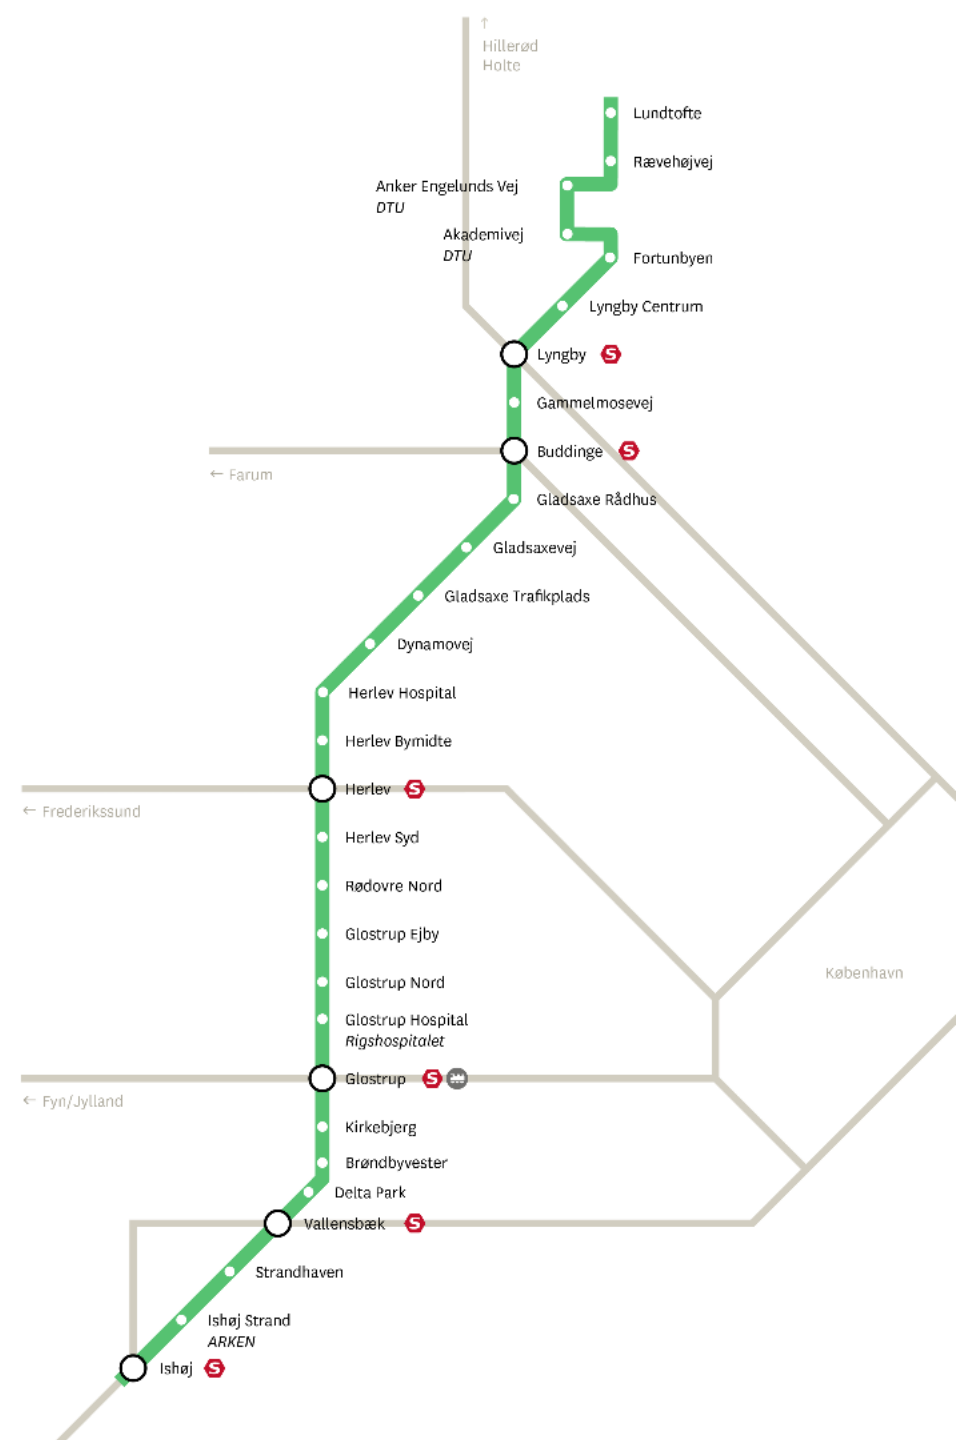 ↑
Hillerød
Holte
Lundtofte
Rævehøjvej
Anker Engelunds Vej
DTU
Akademivej
DTU
Fortunbyen
Lyngby Centrum
Lyngby S
Gammelmosevej
Buddinge S
← Farum
Gladsaxe Rådhus
Gladsaxevej
Gladsaxe Trafikplads
Dynamovej
Herlev Hospital
Herlev Bymidte
Herlev S
← Frederikssund
Herlev Syd
Rødovre Nord
Glostrup Ejby
København
Glostrup Nord
Glostrup Hospital
Rigshospitalet
Glostrup S
← Fyn/Jylland
Kirkebjerg
Brøndbyvester
Delta Park
Vallensbæk S
Strandhaven
Ishøj Strand
ARKEN
Ishøj S